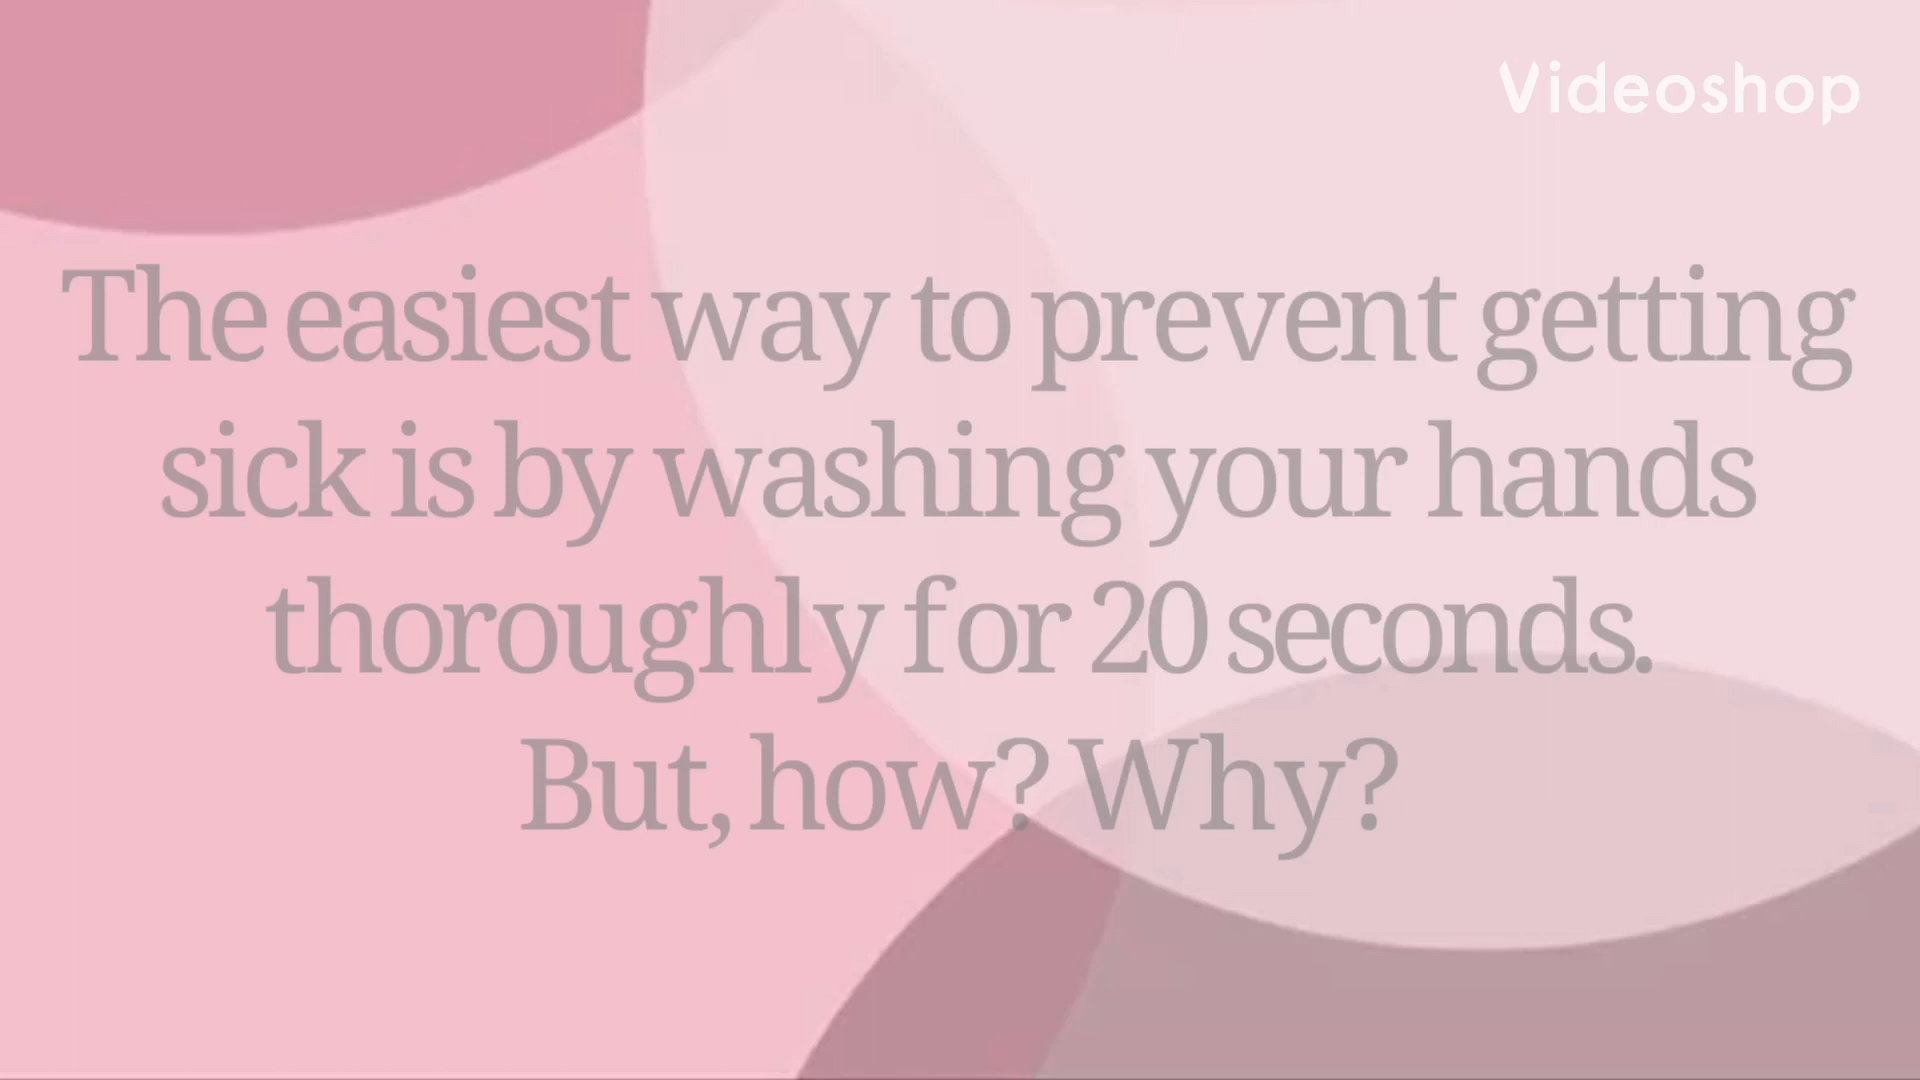 Videoshop
The easiest way to prevent getting
sick is by washing your hands
thoroughly for 20 seconds.
But, how? Why?